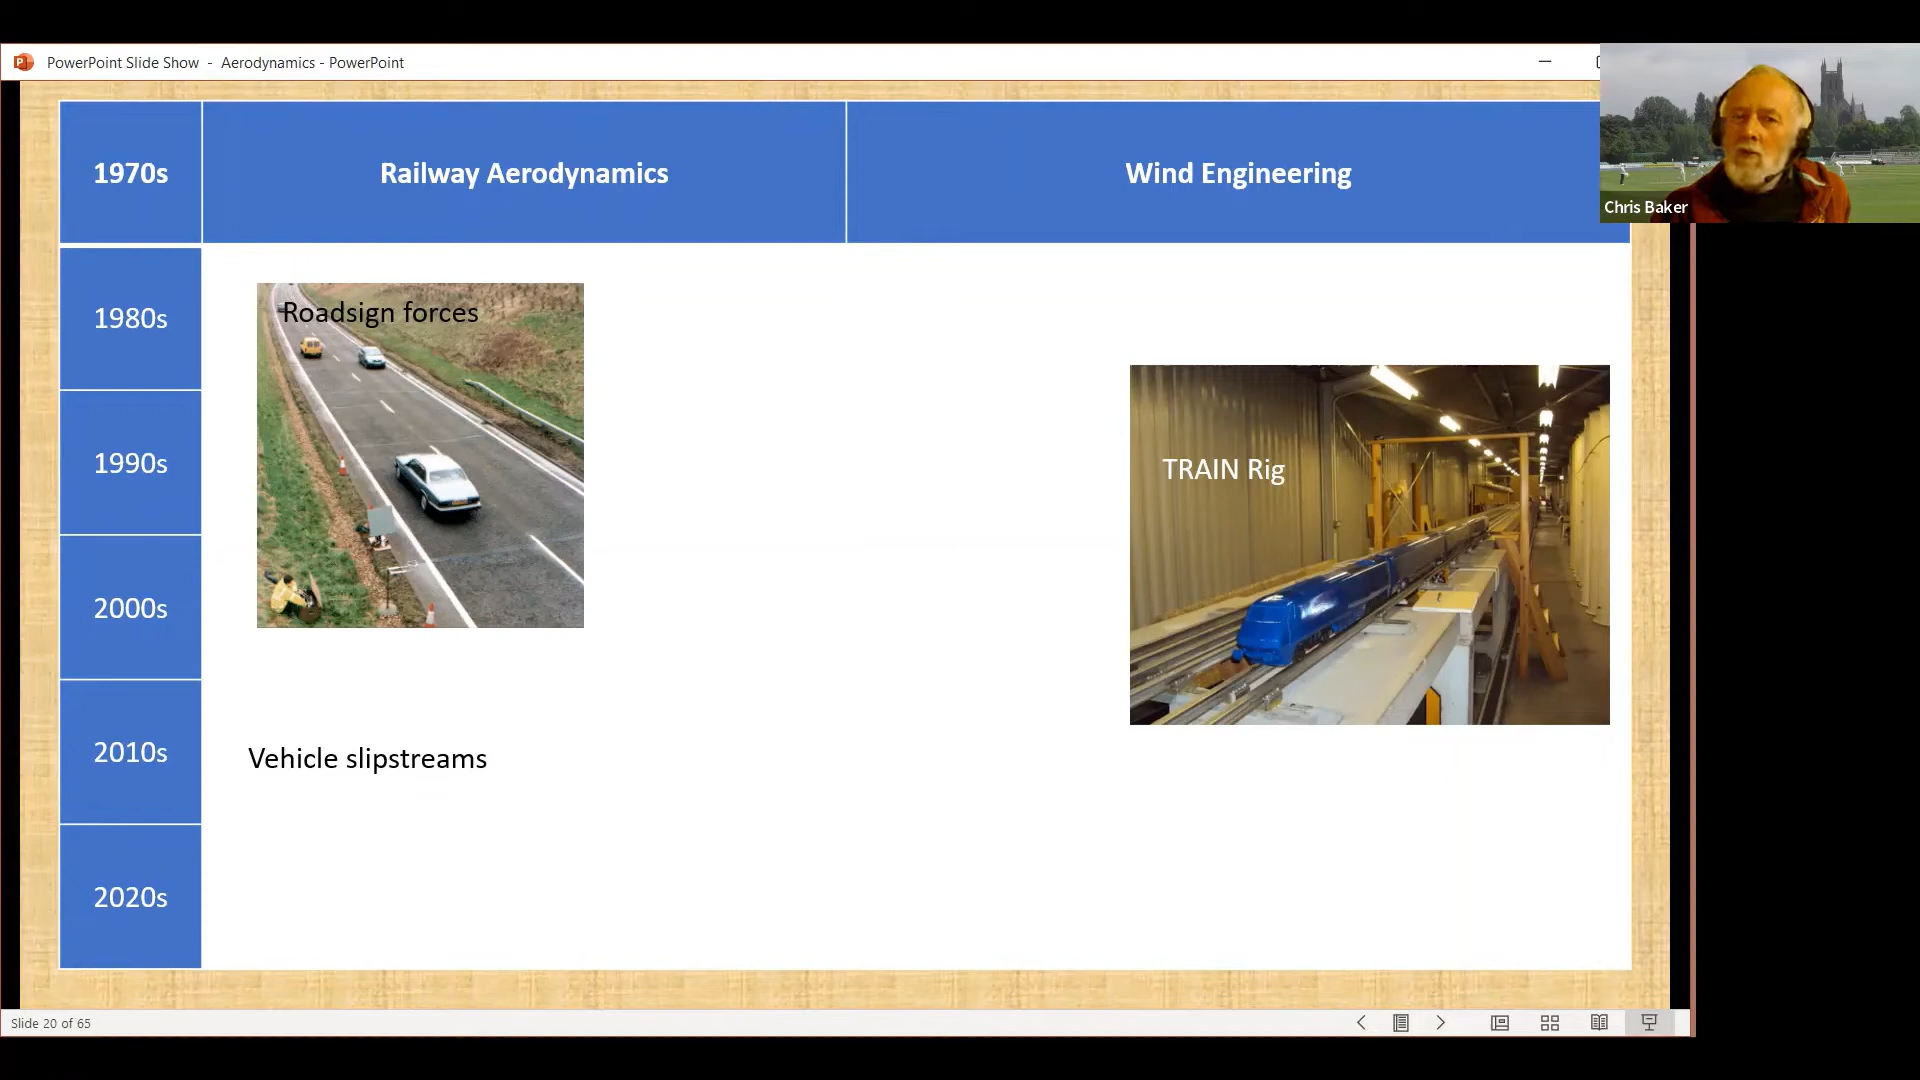 PowerPoint Slide Show - Aerodynamics - PowerPoint
1970s
Railway Aerodynamics
Wind Engineering
Chris Baker
1980s
Roadsign forces
1990s
TRAIN Rig
2000s
2010s
Vehicle slipstreams
2020s
Slide 20 of 65